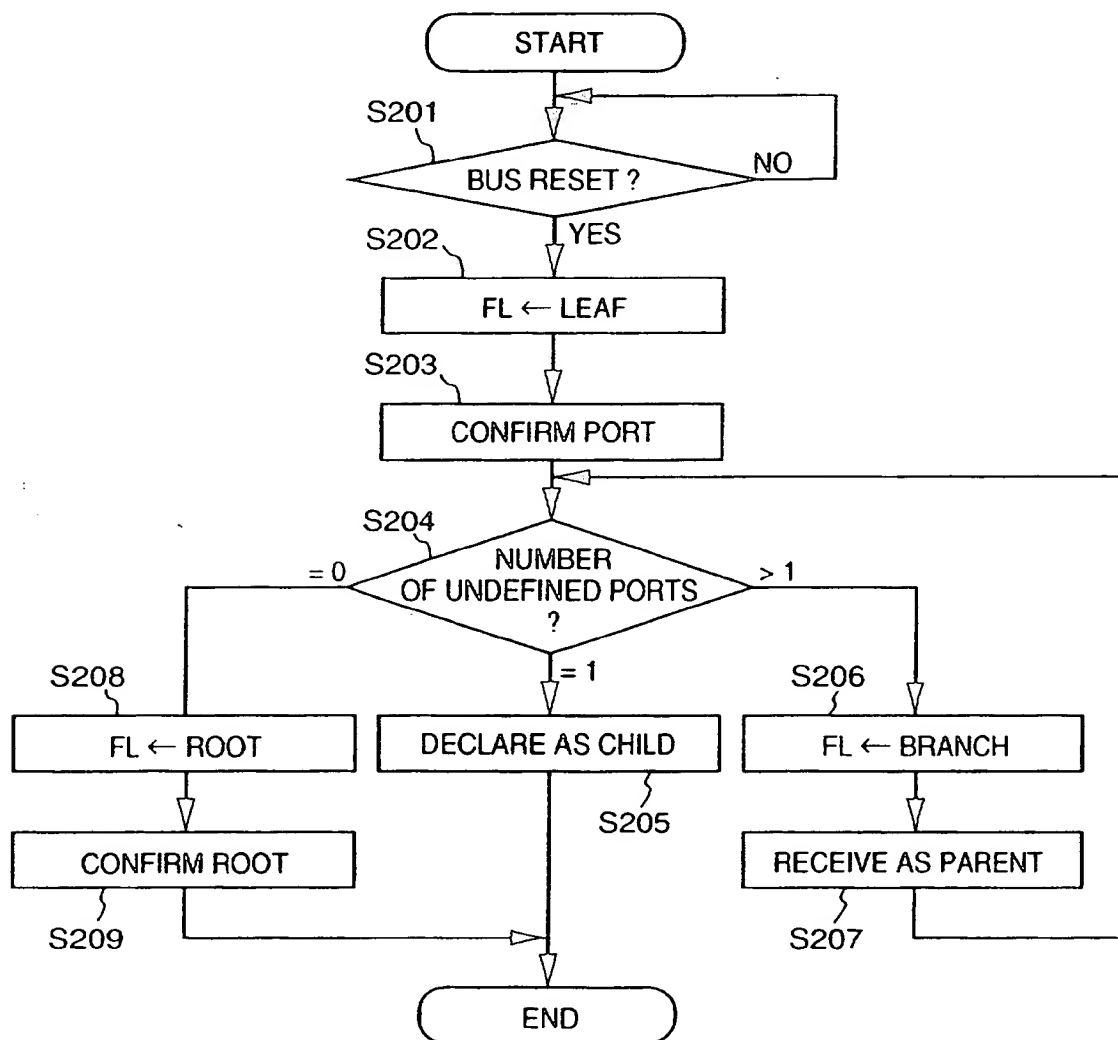 START
S201
BUS RESET ?
NO
YES
S202
FL ← LEAF
S203
CONFIRM PORT
S204
NUMBER
OF UNDEFINED PORTS
?
= 0
> 1
= 1
S208
S206
FL ← ROOT
DECLARE AS CHILD
FL ← BRANCH
S205
CONFIRM ROOT
RECEIVE AS PARENT
S209
S207
END